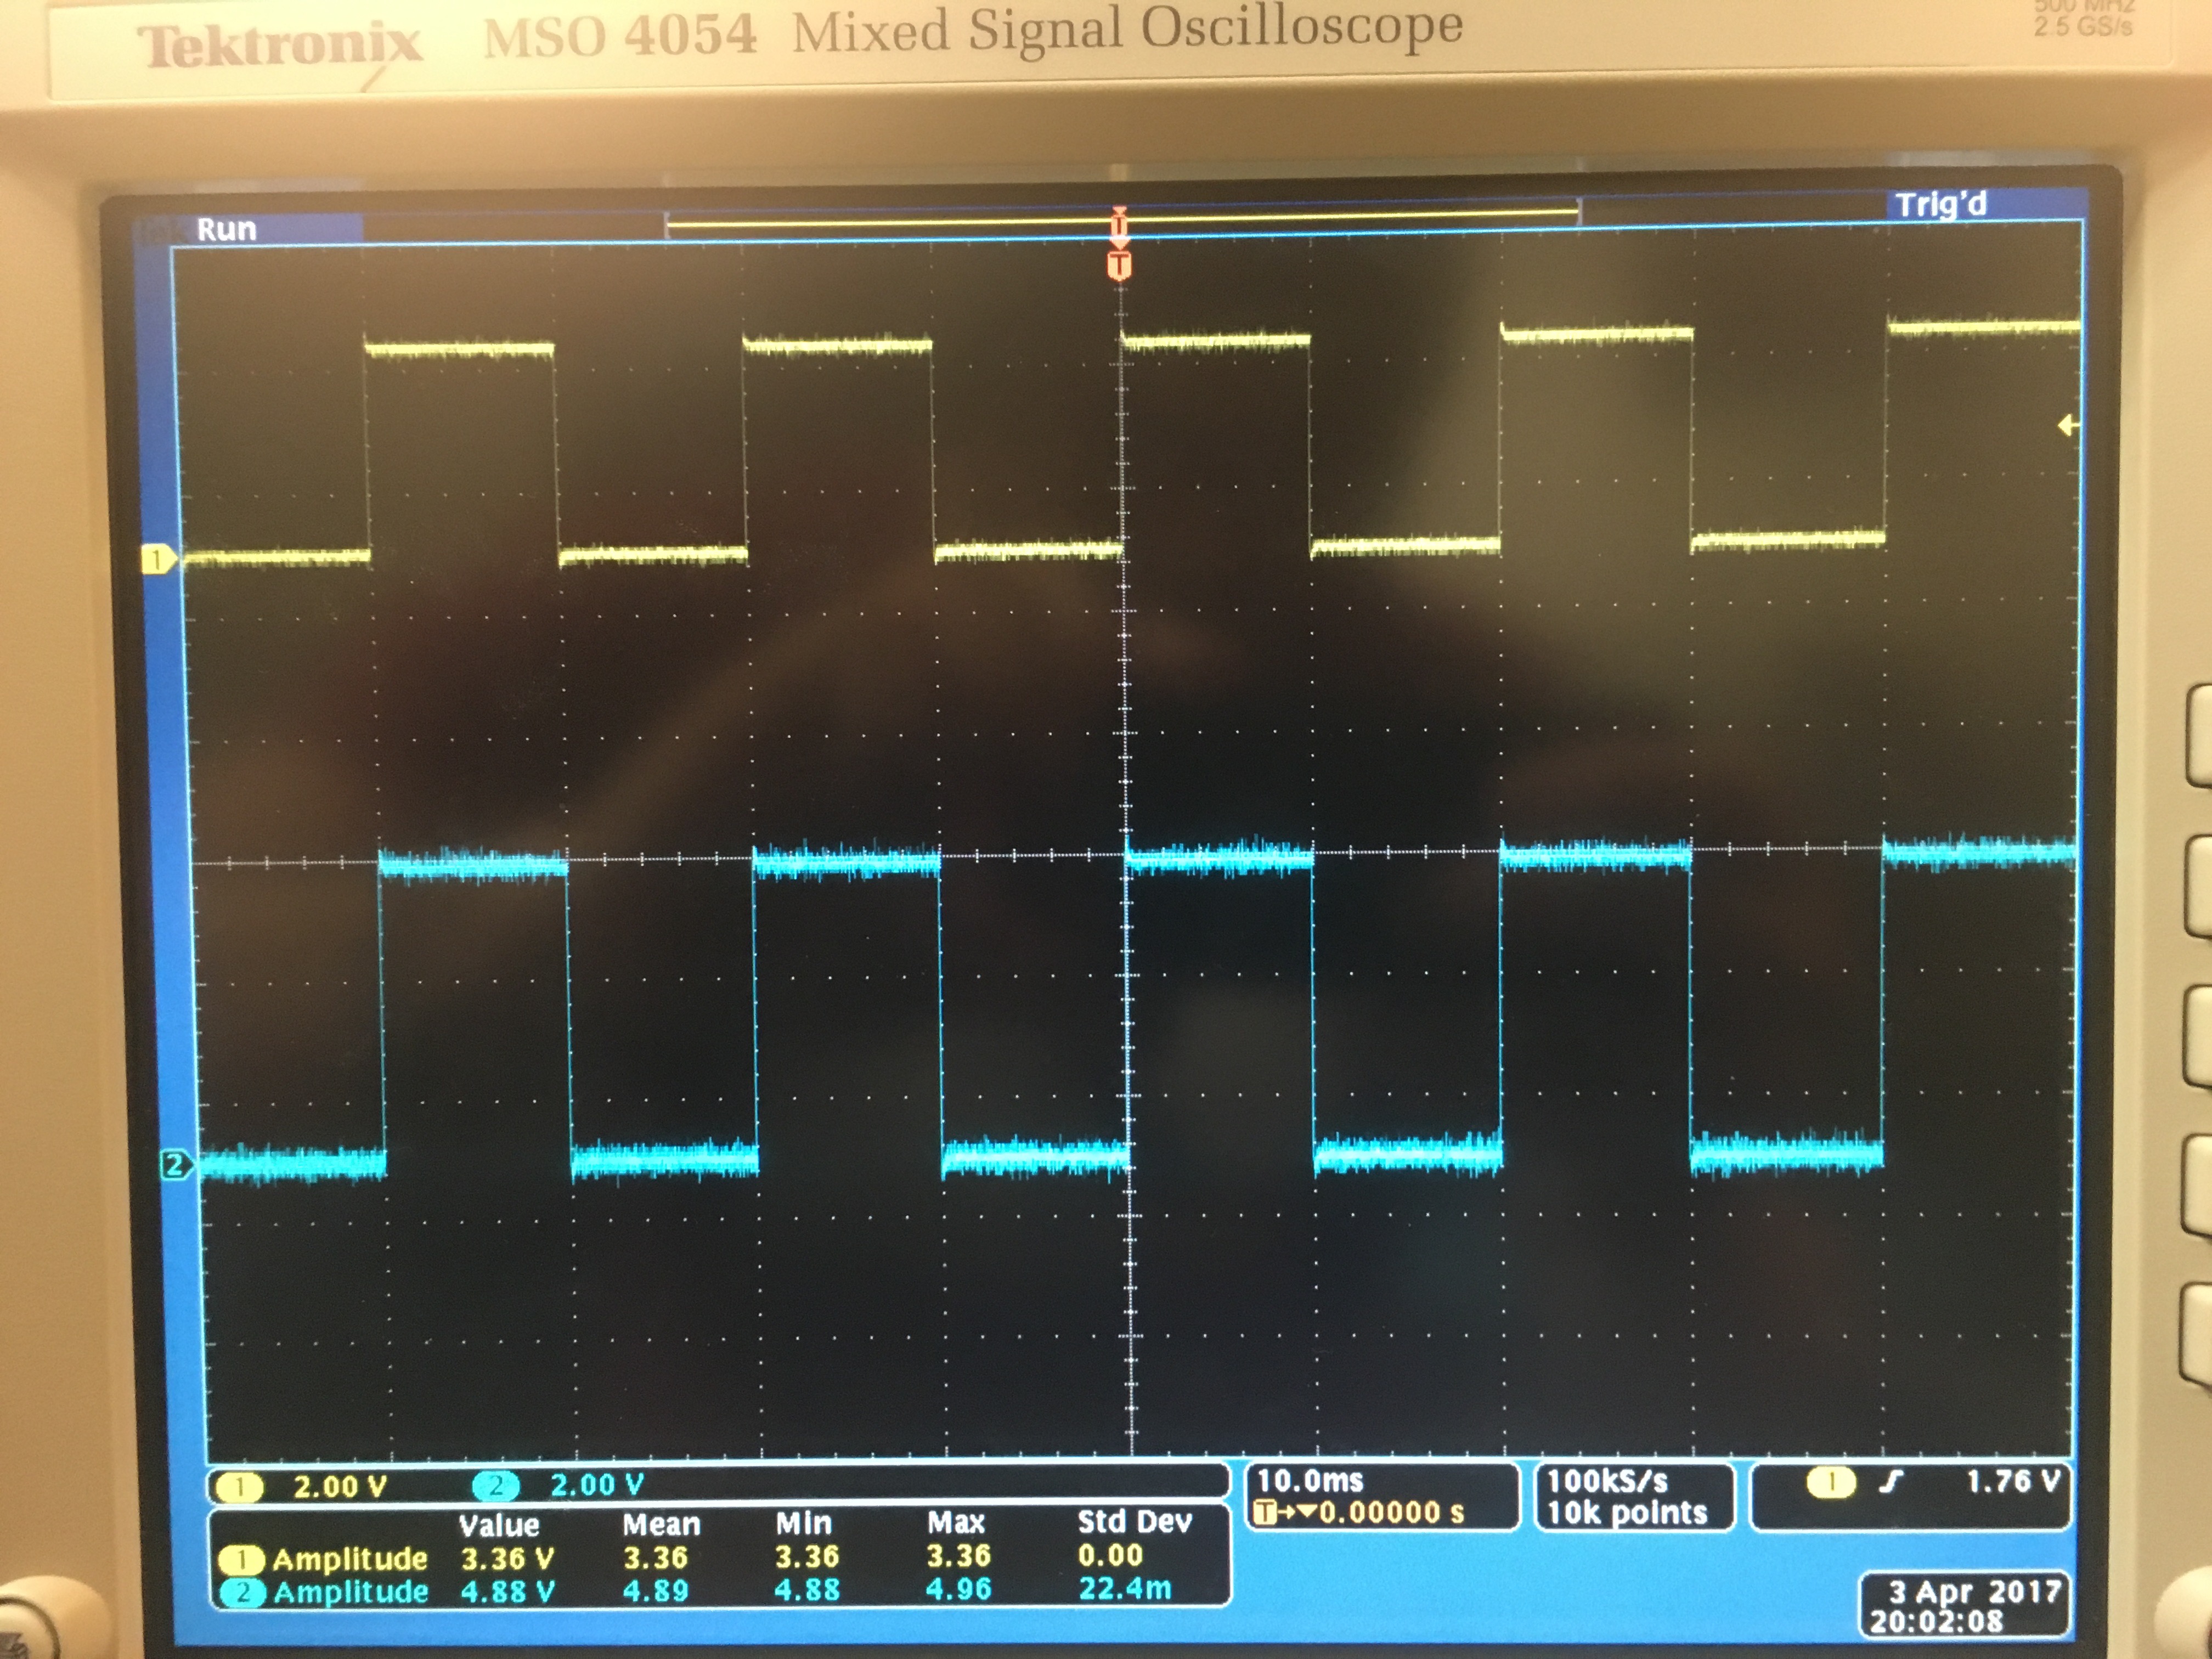 Tektronix MSO 4054 Mixed Signal Oscilloscope
500 MHz
2.5 GS/s
Run
Trig'd
T
T
1
2
1 2.00 V 2 2.00 V
Value Mean Min Max Std Dev
1 Amplitude 3.36 V 3.36 3.36 3.36 0.00
2 Amplitude 4.88 V 4.89 4.88 4.96 22.4m
10.0ms
T→▼0.00000 s
100kS/s
10k points
1 ƒ 1.76 V
3 Apr 2017
20:02:08